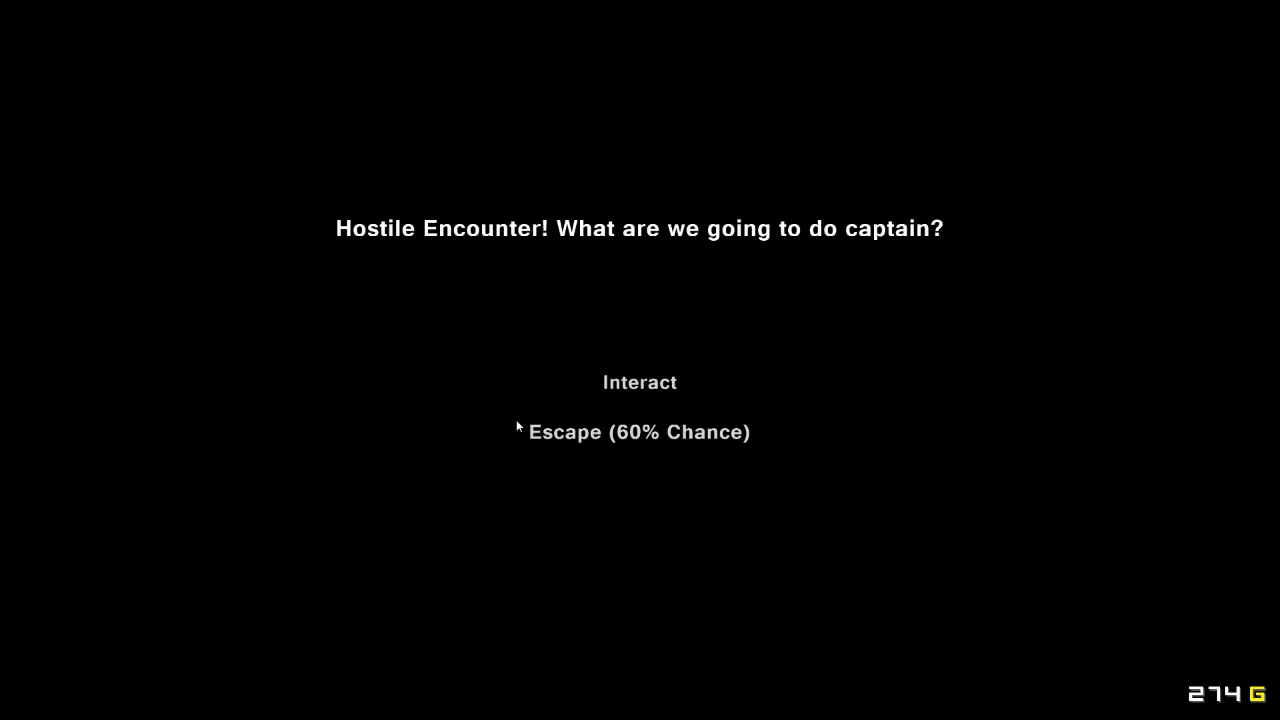 Hostile Encounter! What are we going to do captain?
Interact
Escape (60% Chance)
274 G